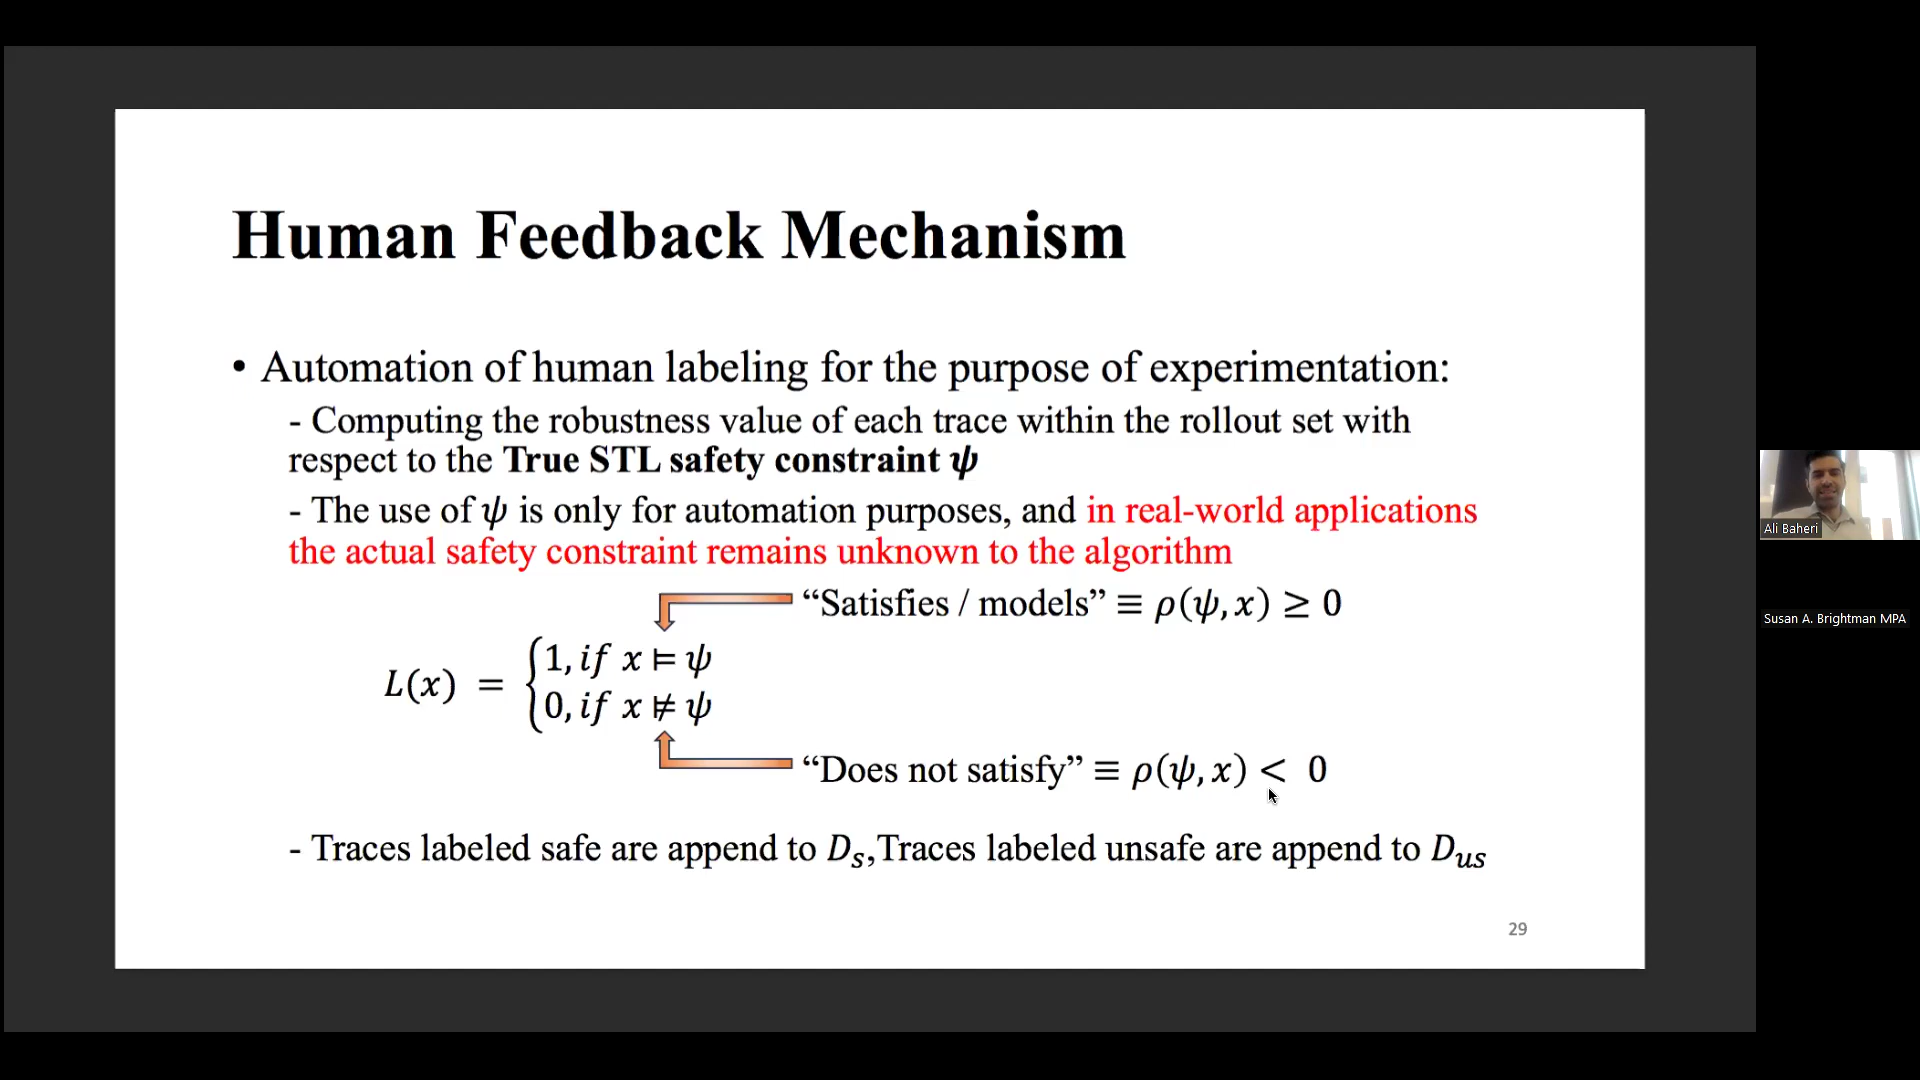 Human Feedback Mechanism
• Automation of human labeling for the purpose of experimentation:
- Computing the robustness value of each trace within the rollout set with
respect to the True STL safety constraint ψ
- The use of ψ is only for automation purposes, and in real-world applications
the actual safety constraint remains unknown to the algorithm
“Satisfies / models” ≡ ρ(ψ, x) ≥ 0
L(x) = {1, if x ⊨ ψ
0, if x ⊭ ψ
“Does not satisfy” ≡ ρ(ψ, x) < 0
- Traces labeled safe are append to Dₛ,Traces labeled unsafe are append to Dᵤₛ
29
Ali Baheri
Susan A. Brightman MPA